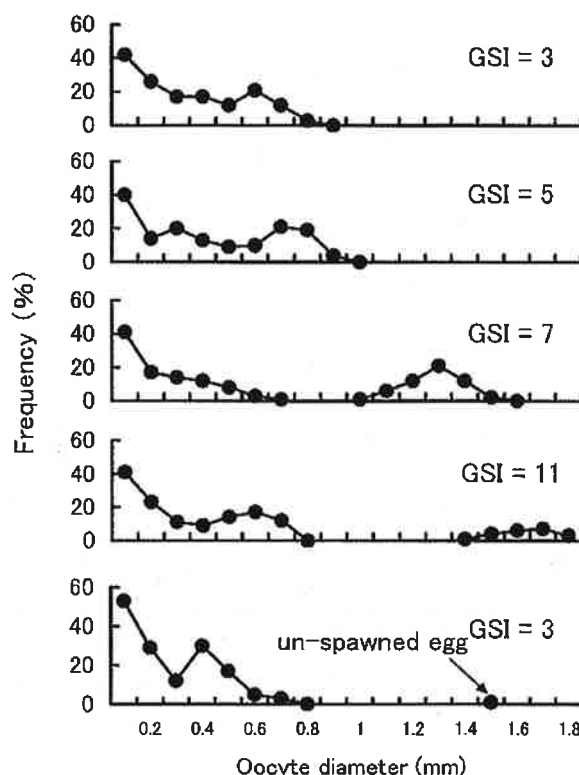 60
40
20
0
GSI = 3
60
40
20
0
GSI = 5
60
40
20
0
GSI = 7
60
40
20
0
GSI = 11
60
40
20
0
un-spawned egg
GSI = 3
0.2 0.4 0.6 0.8 1 1.2 1.4 1.6 1.8
Oocyte diameter (mm)
Frequency (%)